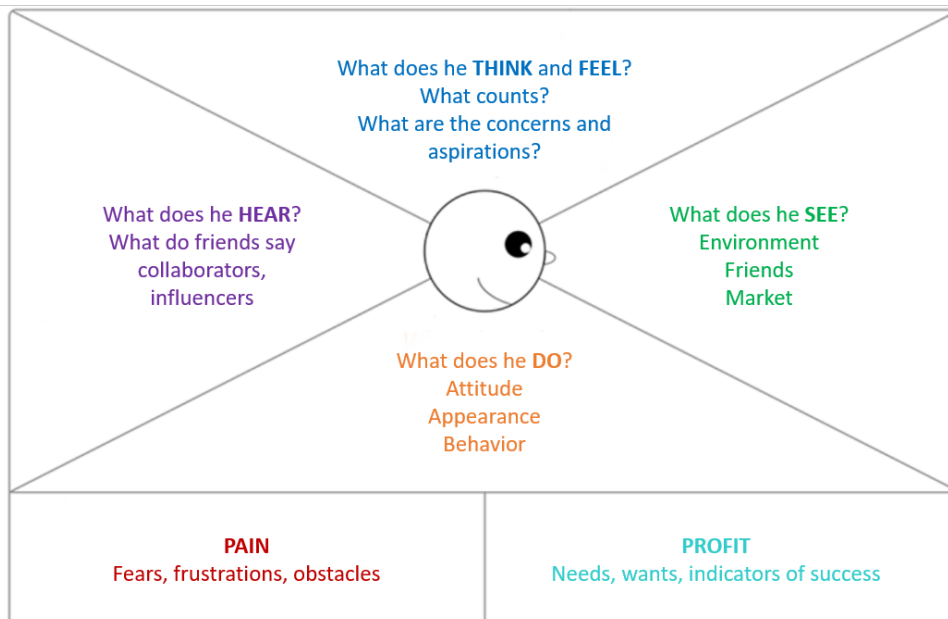 What does he THINK and FEEL?
What counts?
What are the concerns and
aspirations?
What does he HEAR?
What do friends say
collaborators,
influencers
What does he SEE?
Environment
Friends
Market
What does he DO?
Attitude
Appearance
Behavior
PAIN
Fears, frustrations, obstacles
PROFIT
Needs, wants, indicators of success